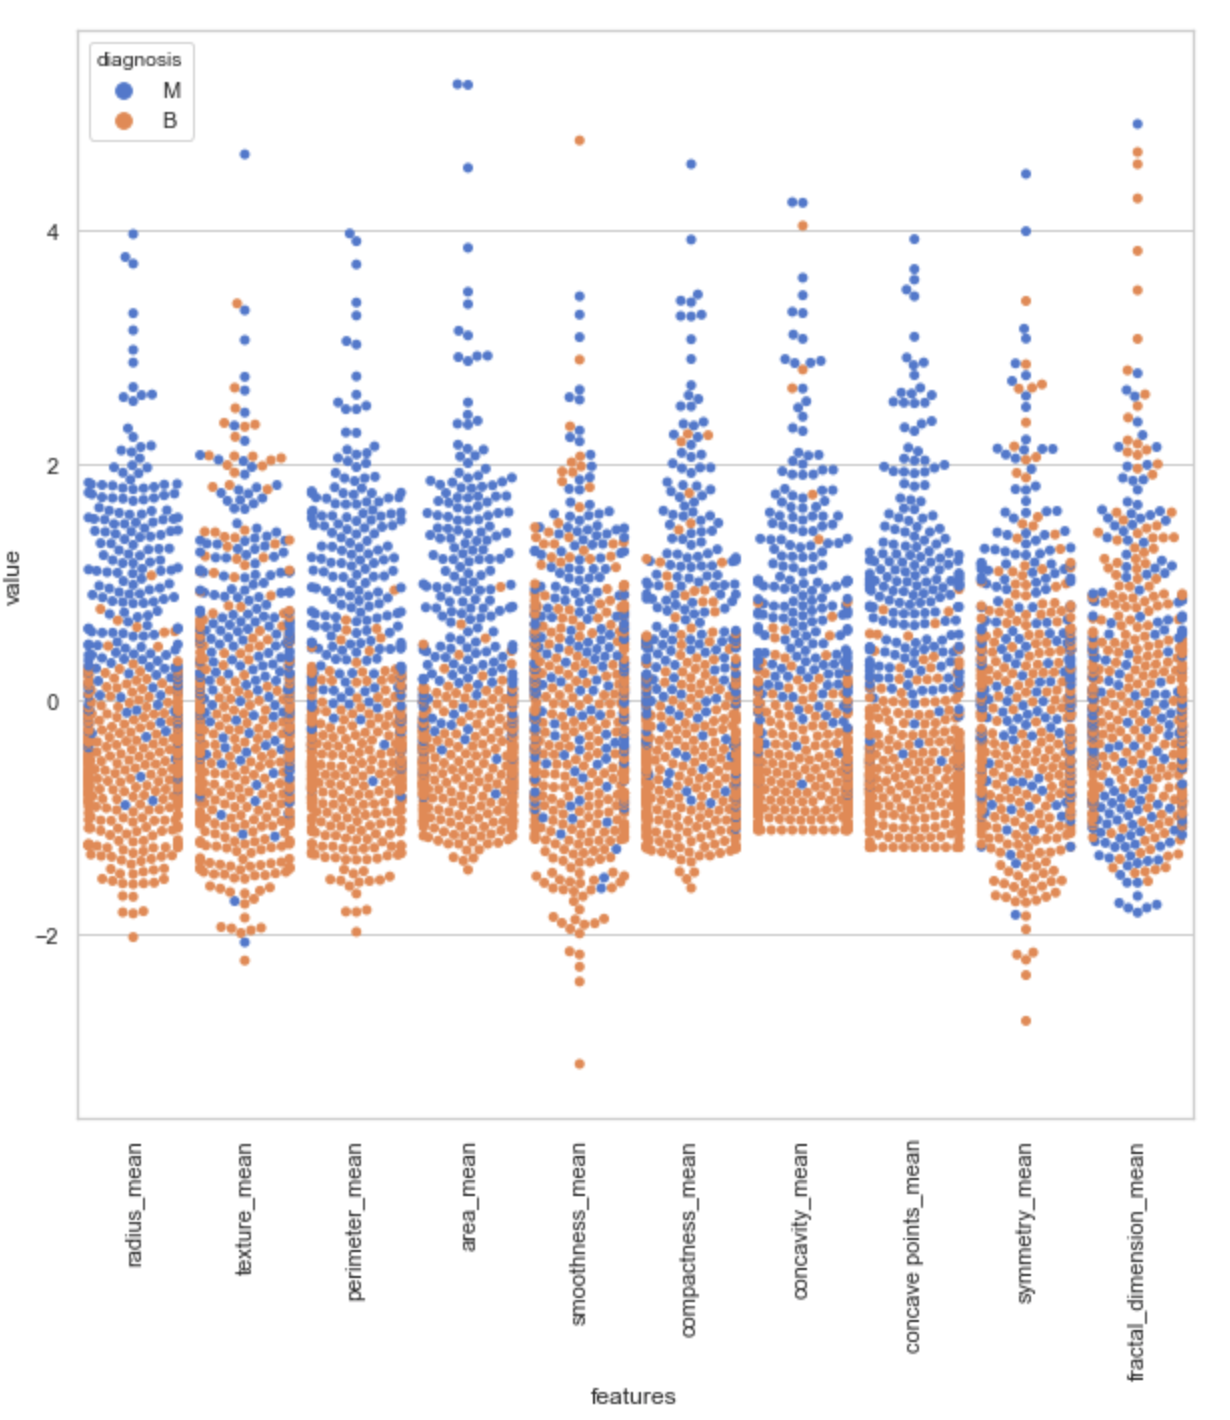 diagnosis
M
B
4
2
0
−2
value
radius_mean
texture_mean
perimeter_mean
area_mean
smoothness_mean
compactness_mean
concavity_mean
concave points_mean
symmetry_mean
fractal_dimension_mean
features